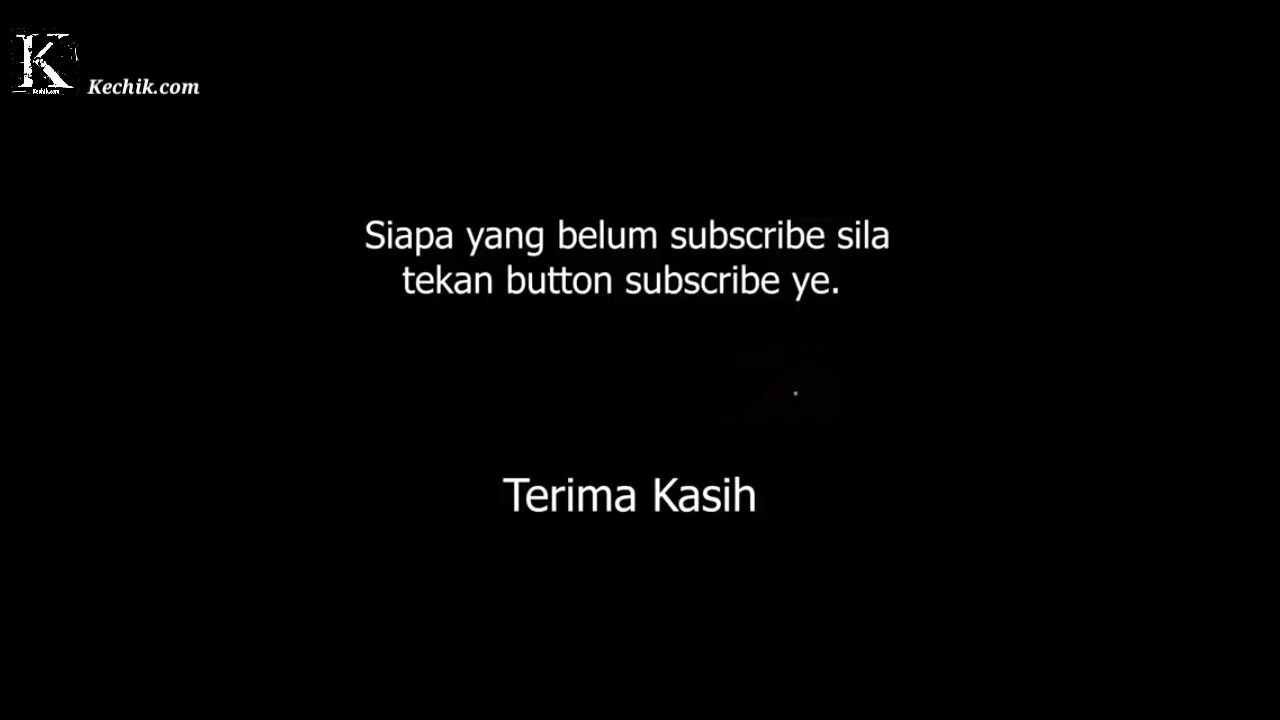 K
Kechik.com
Siapa yang belum subscribe sila
tekan button subscribe ye.
Terima Kasih